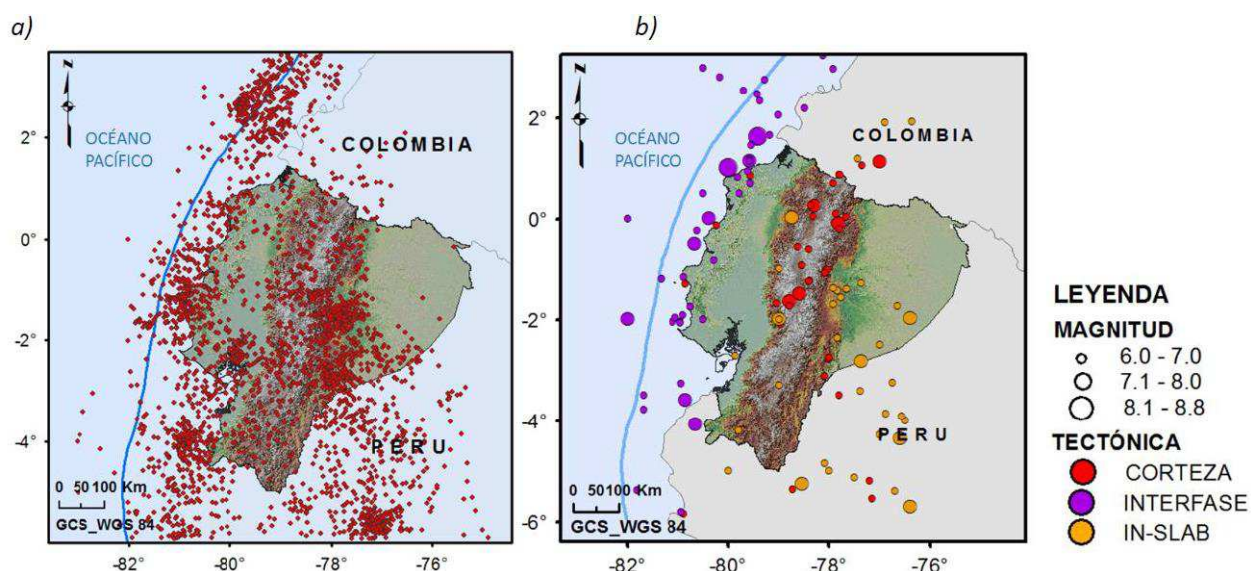 a)
N
OCÉANO
PACÍFICO
COLOMBIA
PERU
2°
0°
-2°
-4°
0 50 100 Km
GCS_WGS 84
-82°
-80°
-78°
-76°
b)
N
OCÉANO
PACÍFICO
COLOMBIA
PERU
2°
0°
-2°
-4°
-6°
0 50100 Km
GCS_WGS 84
-82°
-80°
-78°
-76°
LEYENDA
MAGNITUD
6.0 - 7.0
7.1 - 8.0
8.1 - 8.8
TECTÓNICA
CORTEZA
INTERFASE
IN-SLAB